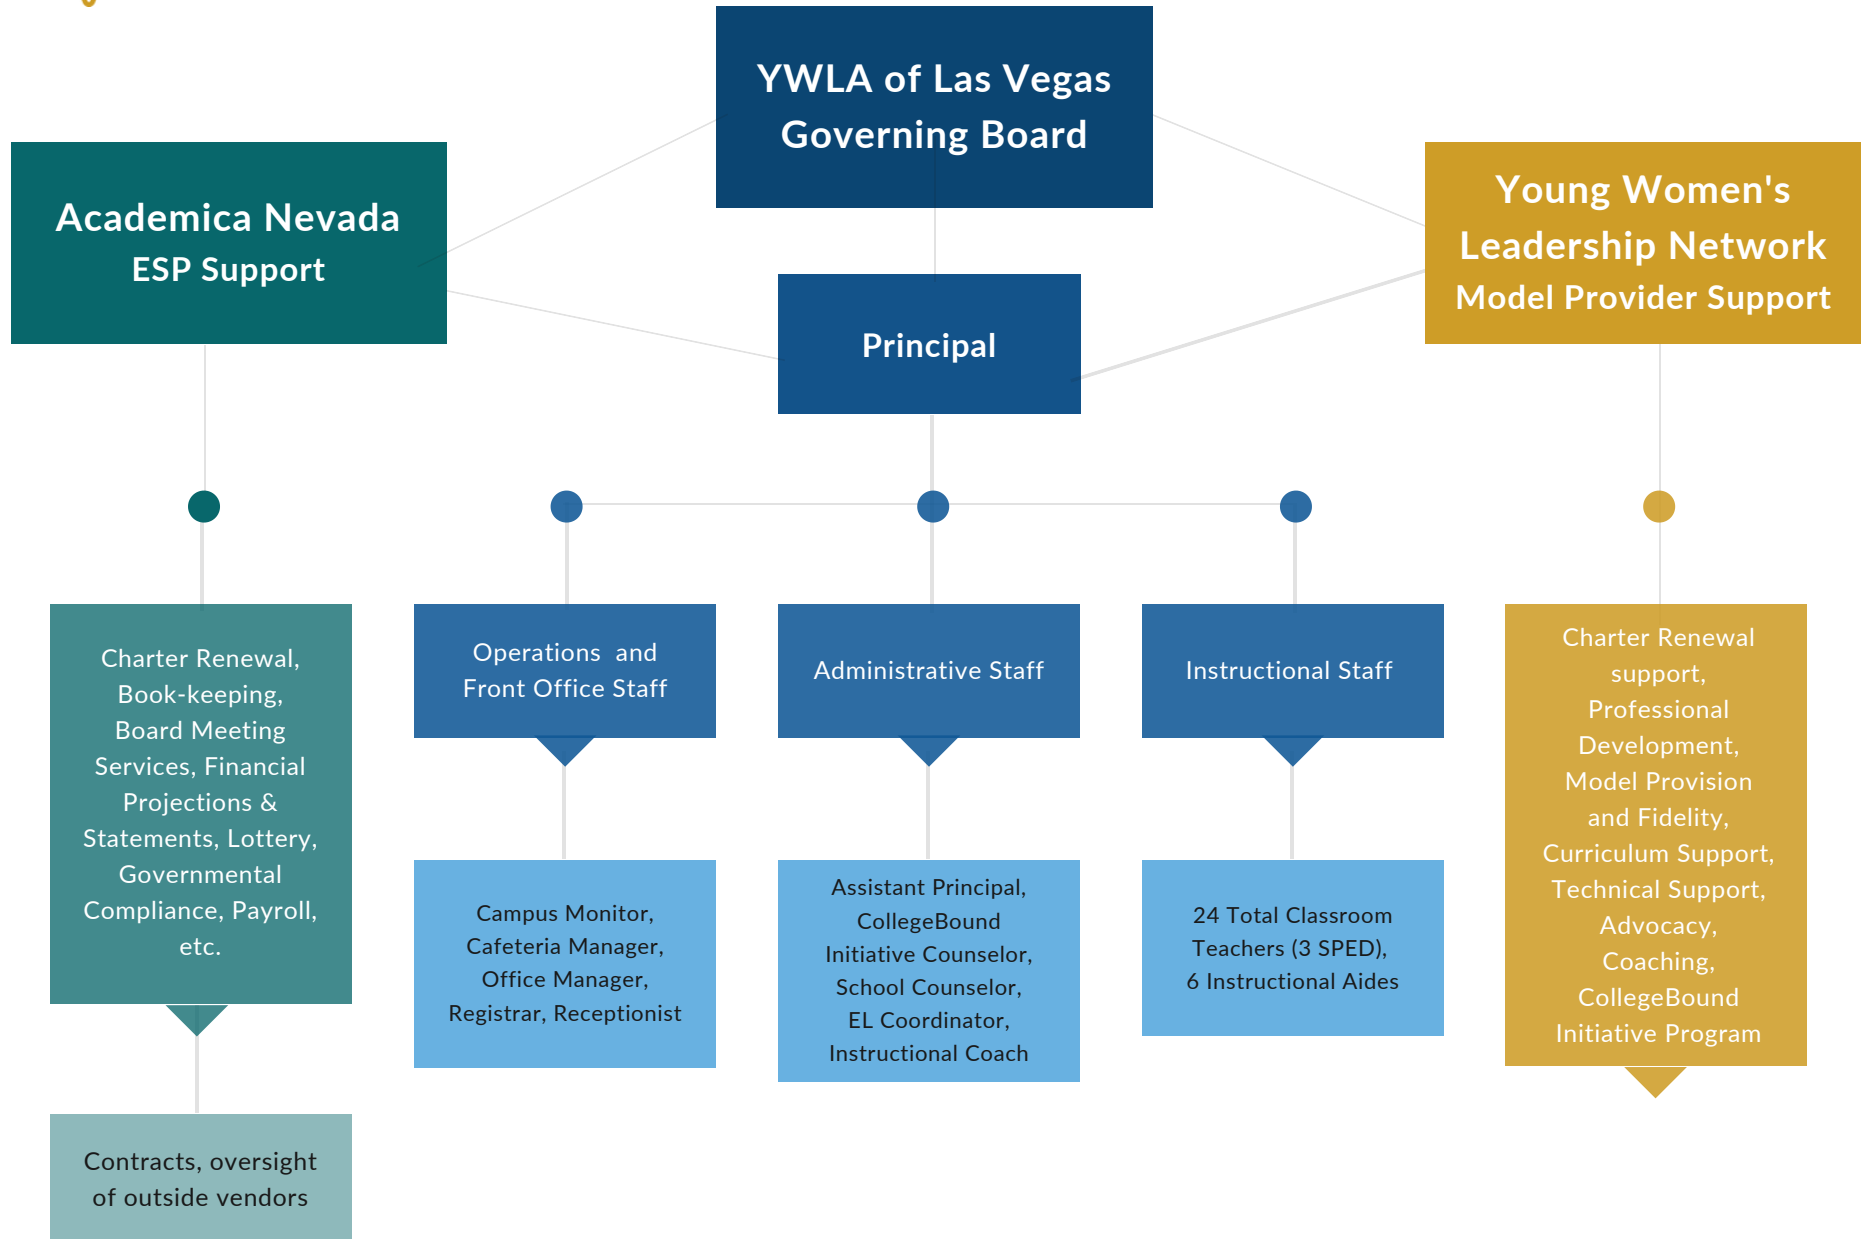 YWLA of Las Vegas
Governing Board
Academica Nevada
ESP Support
Young Women's
Leadership Network
Model Provider Support
Principal
Charter Renewal,
Book-keeping,
Board Meeting
Services, Financial
Projections &
Statements, Lottery,
Governmental
Compliance, Payroll,
etc.
Operations and
Front Office Staff
Administrative Staff
Instructional Staff
Charter Renewal
support,
Professional
Development,
Model Provision
and Fidelity,
Curriculum Support,
Technical Support,
Advocacy,
Coaching,
CollegeBound
Initiative Program
Campus Monitor,
Cafeteria Manager,
Office Manager,
Registrar, Receptionist
Assistant Principal,
CollegeBound
Initiative Counselor,
School Counselor,
EL Coordinator,
Instructional Coach
24 Total Classroom
Teachers (3 SPED),
6 Instructional Aides
Contracts, oversight
of outside vendors